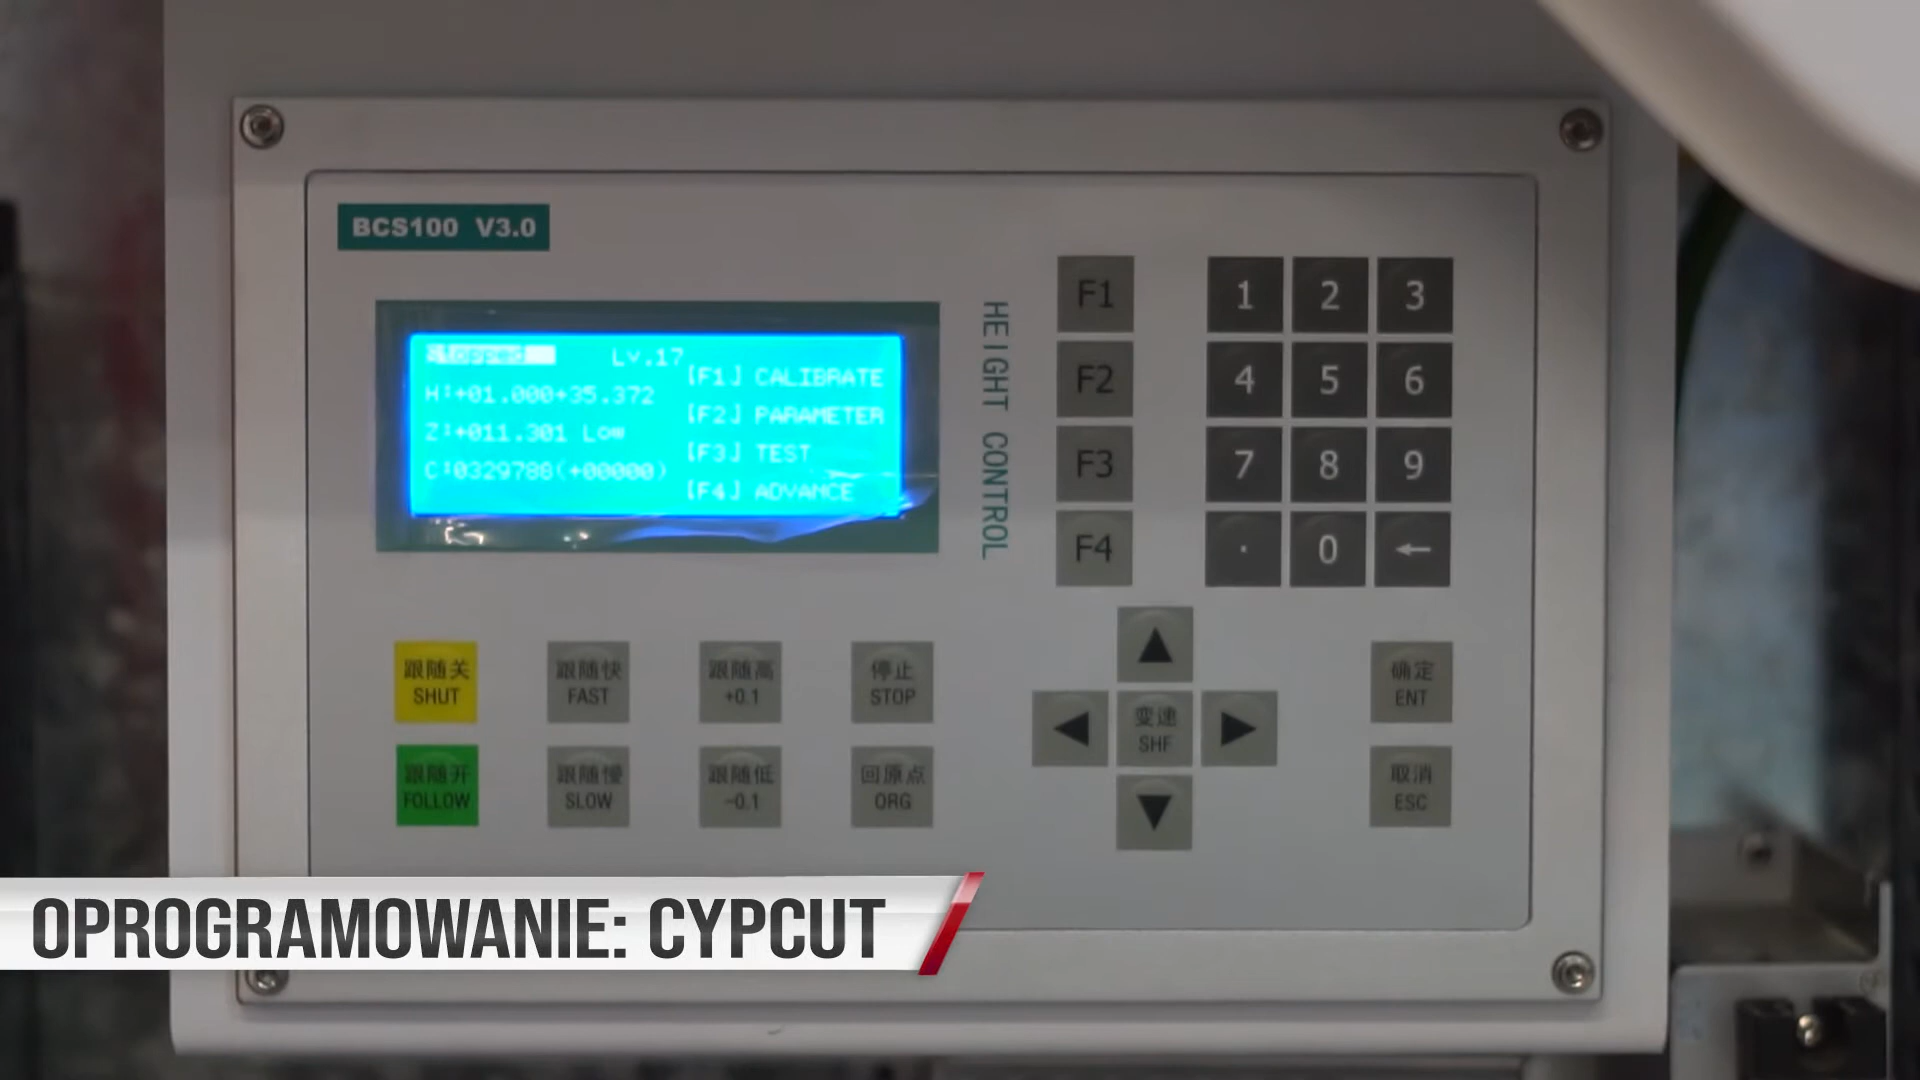 BCS100 V3.0
Stopped Lv.17
H:+01.000+35.372
Z:+011.301 Low
C:0329788(+00000)
[F1] CALIBRATE
[F2] PARAMETER
[F3] TEST
[F4] ADVANCE
HEIGHT CONTROL
F1
F2
F3
F4
1 2 3
4 5 6
7 8 9
. 0 ←
跟随关
SHUT
跟随快
FAST
跟随高
+0.1
停止
STOP
跟随开
FOLLOW
跟随慢
SLOW
跟随低
-0.1
回原点
ORG
▲
◀
变速
SHF
▶
▼
确定
ENT
取消
ESC
OPROGRAMOWANIE: CYPCUT